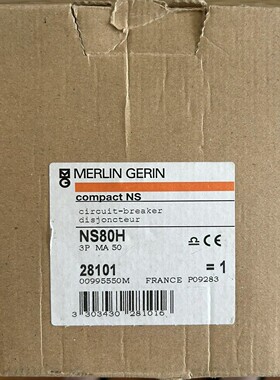 MERLIN GERIN
compact NS
circuit-breaker
disjoncteur
NS80H
3P MA 50
28101 = 1
00995550M FRANCE P09283
3 303430 281016